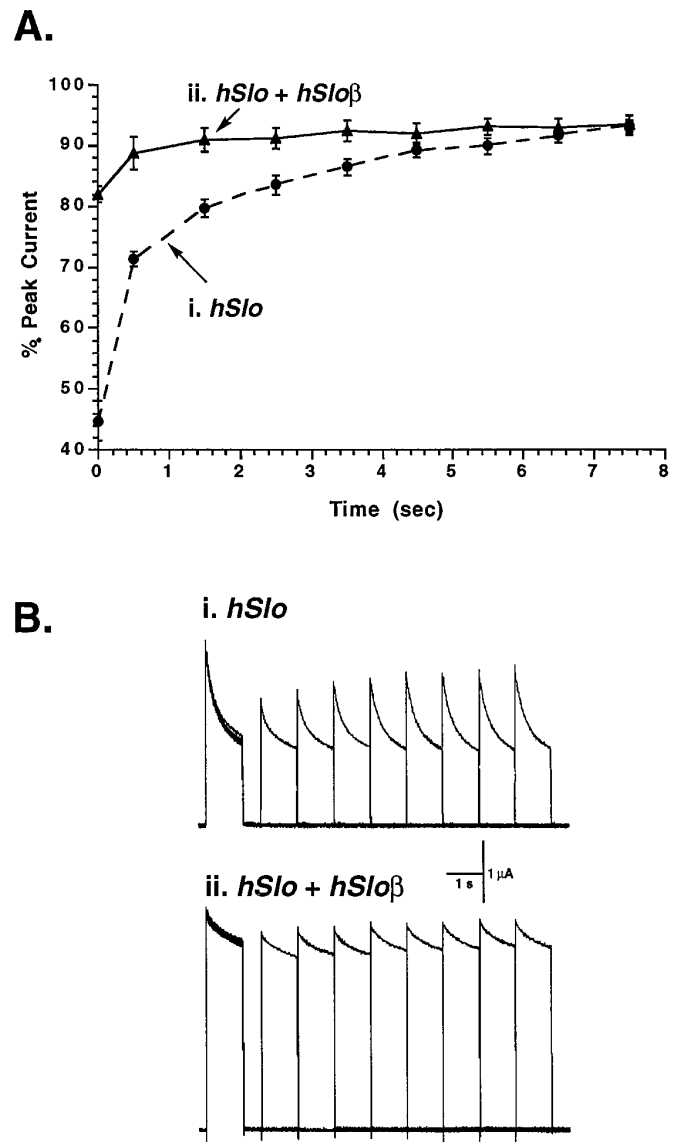 A.
100
90
80
70
60
50
40
% Peak Current
ii. hSlo + hSloβ
i. hSlo
0 1 2 3 4 5 6 7 8
Time (sec)
B.
i. hSlo
1 s
1 μA
ii. hSlo + hSloβ